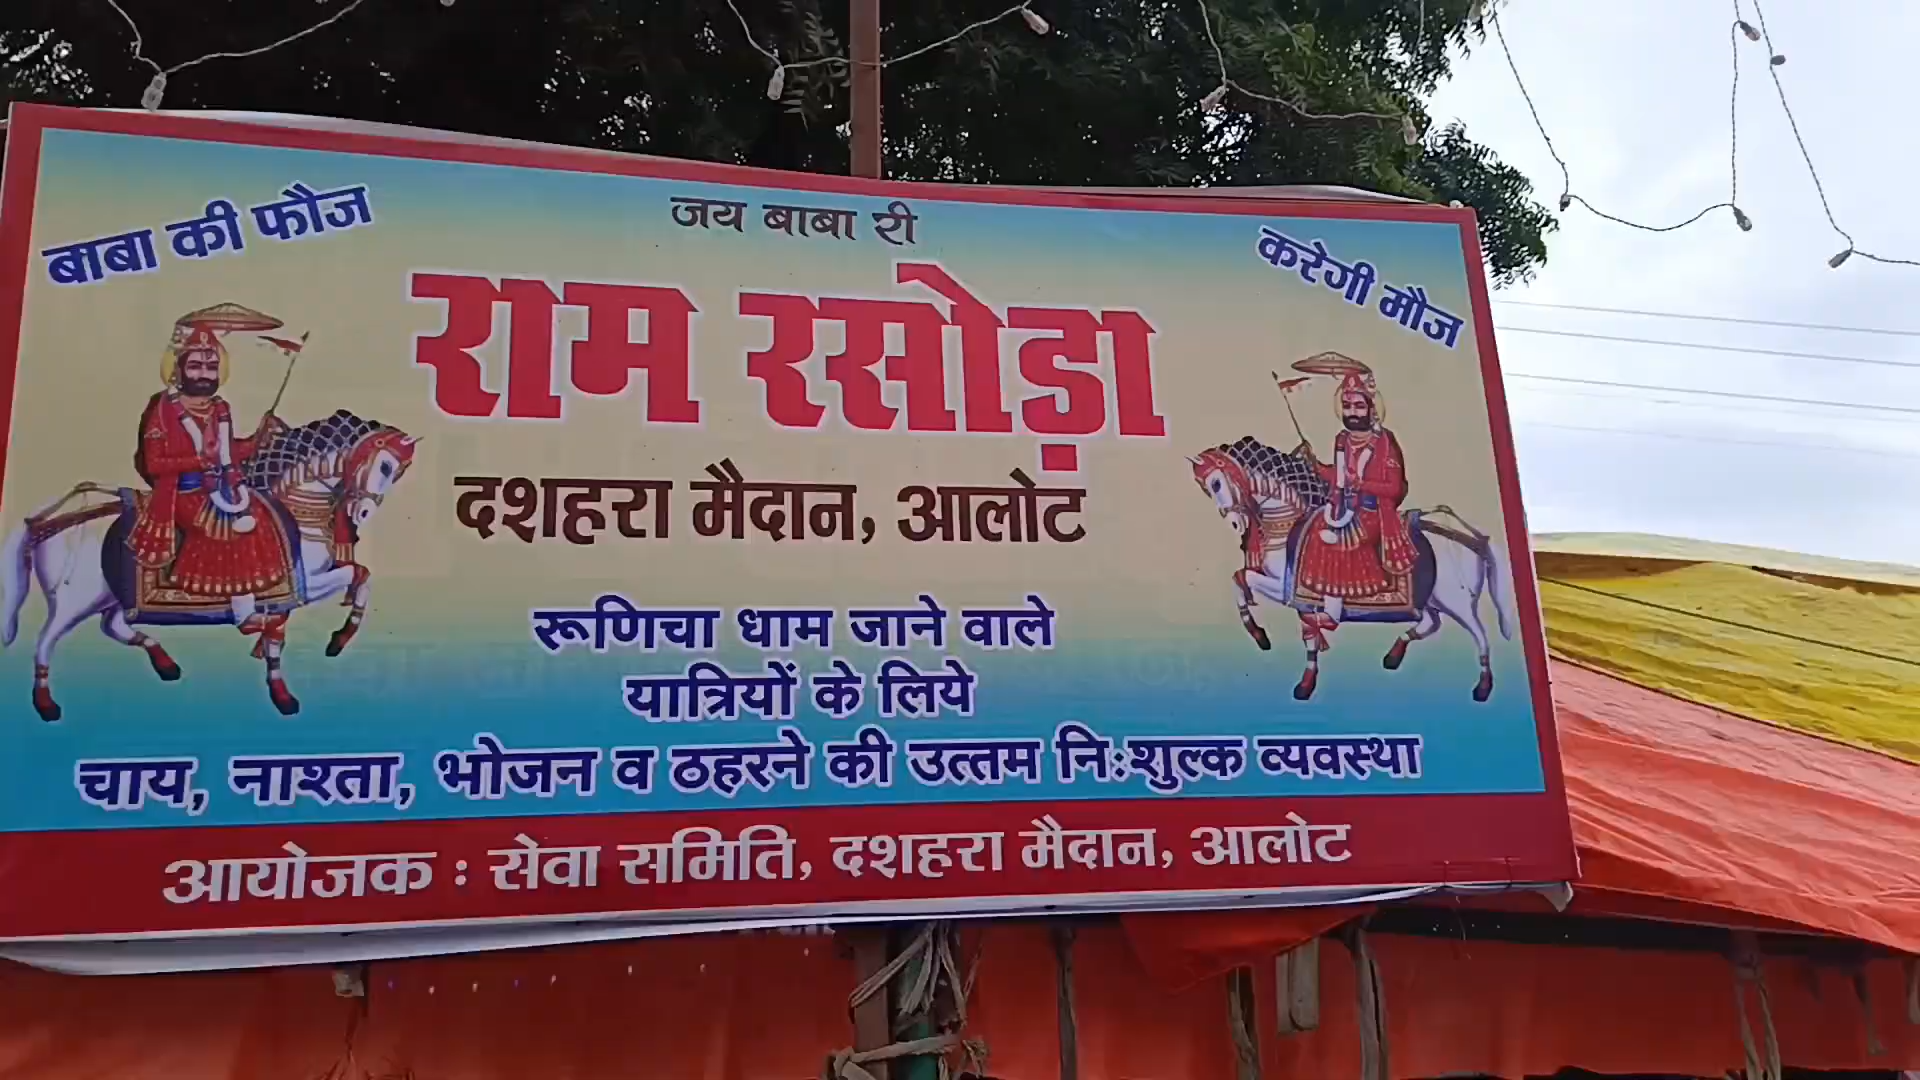 जय बाबा री
बाबा की फौज
करेगी मौज
राम रसोड़ा
दशहरा मैदान, आलोट
रूणिचा धाम जाने वाले
यात्रियों के लिये
चाय, नाश्ता, भोजन व ठहरने की उत्तम निःशुल्क व्यवस्था
आयोजक : सेवा समिति, दशहरा मैदान, आलोट